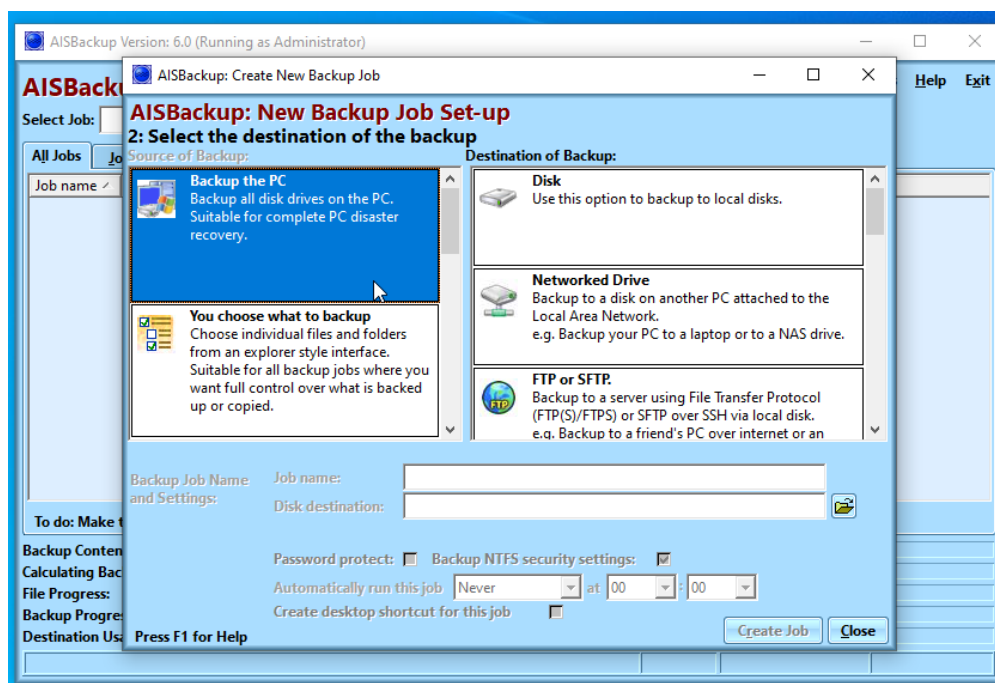 AISBackup Version: 6.0 (Running as Administrator)
AISBackup: Create New Backup Job
Help Exit
Select Job:
AISBackup: New Backup Job Set-up
2: Select the destination of the backup
All Jobs
Job name
Source of Backup:
Backup the PC
Backup all disk drives on the PC.
Suitable for complete PC disaster
recovery.
You choose what to backup
Choose individual files and folders
from an explorer style interface.
Suitable for all backup jobs where you
want full control over what is backed
up or copied.
Destination of Backup:
Disk
Use this option to backup to local disks.
Networked Drive
Backup to a disk on another PC attached to the
Local Area Network.
e.g. Backup your PC to a laptop or to a NAS drive.
FTP or SFTP.
Backup to a server using File Transfer Protocol
(FTP(S)/FTPS) or SFTP over SSH via local disk.
e.g. Backup to a friend's PC over internet or an
FTP
Backup Job Name
and Settings:
Job name:
Disk destination:
Password protect: Backup NTFS security settings:
Automatically run this job Never at 00 : 00
Create desktop shortcut for this job
Press F1 for Help
Create Job Close
To do: Make
Backup
Calculating
File Progress:
Backup
Destination